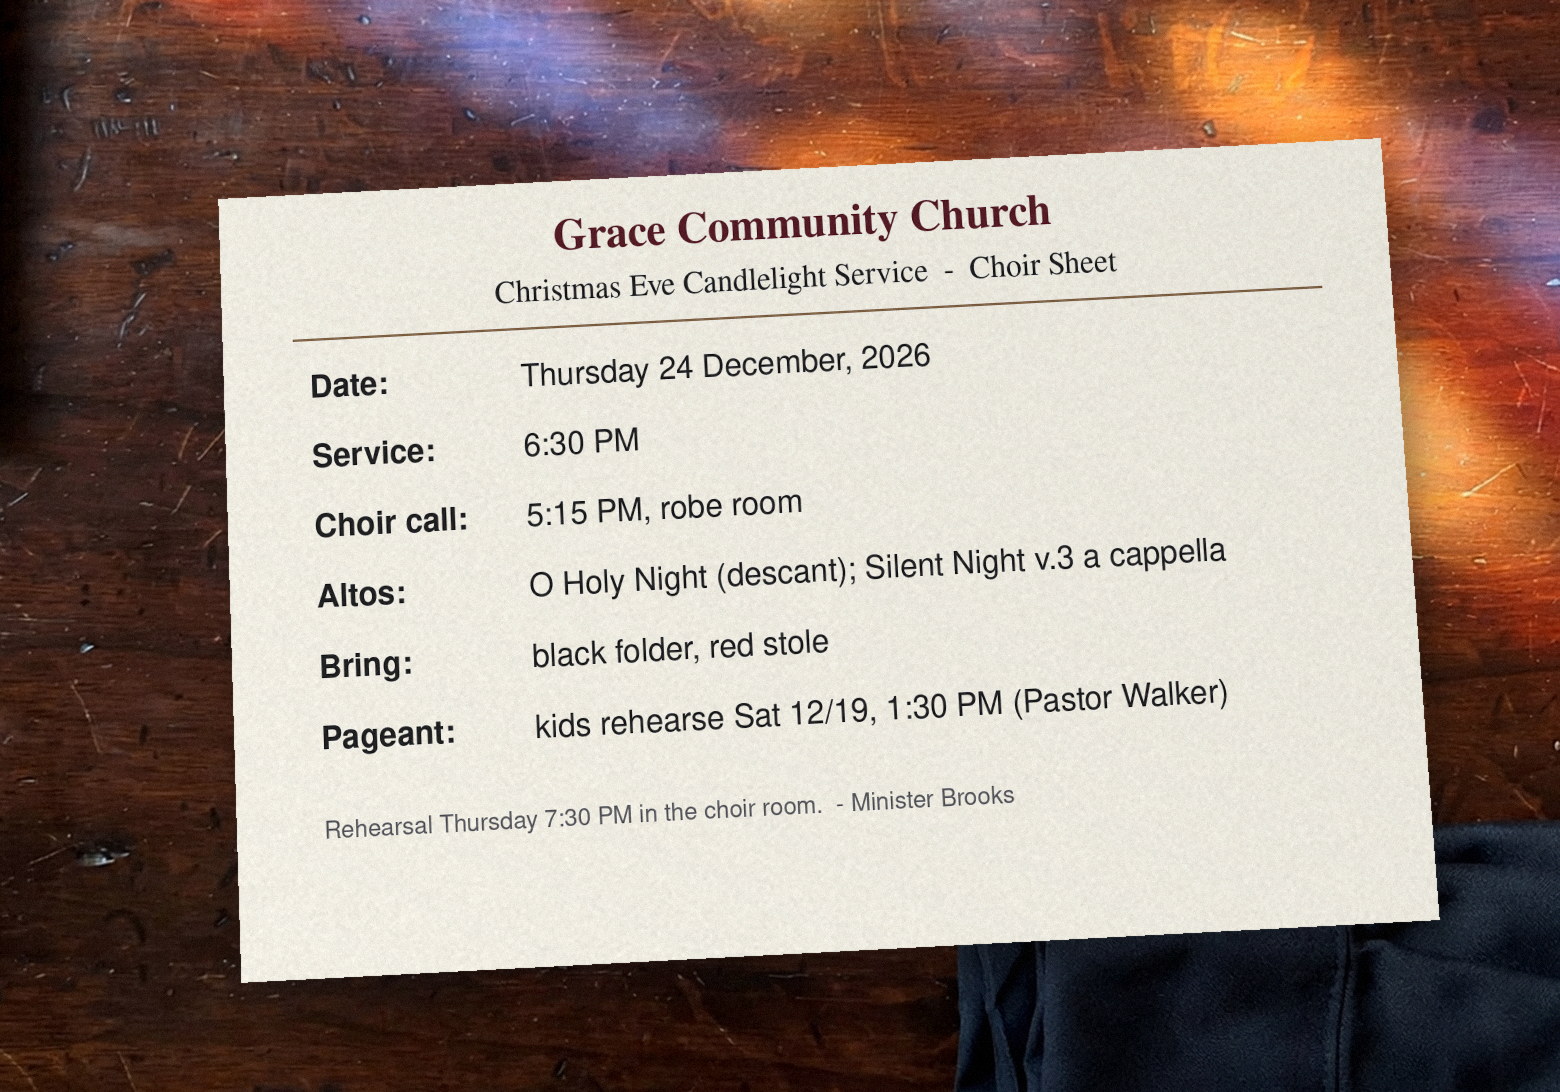 Grace Community Church
Christmas Eve Candlelight Service - Choir Sheet
Date: Thursday 24 December, 2026
Service: 6:30 PM
Choir call: 5:15 PM, robe room
Altos: O Holy Night (descant); Silent Night v.3 a cappella
Bring: black folder, red stole
Pageant: kids rehearse Sat 12/19, 1:30 PM (Pastor Walker)
Rehearsal Thursday 7:30 PM in the choir room. - Minister Brooks